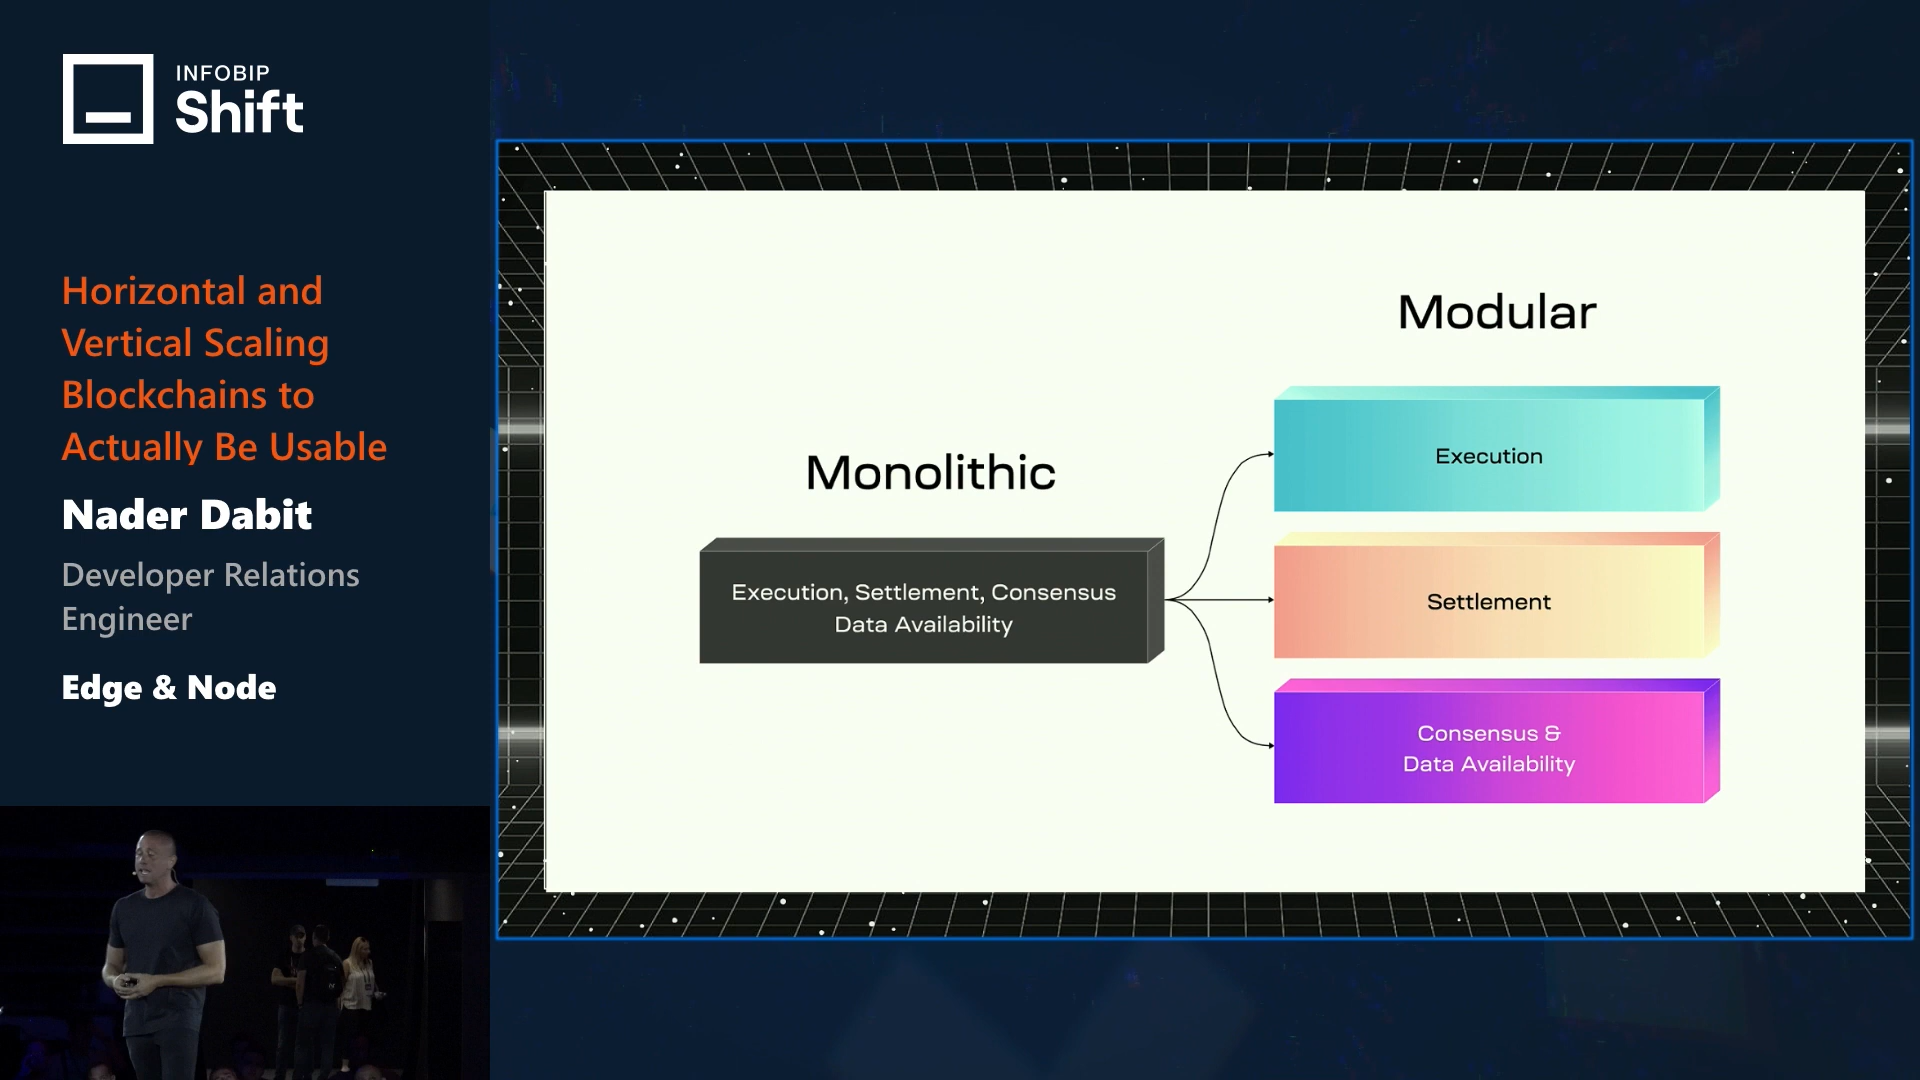 INFOBIP
Shift
Horizontal and
Vertical Scaling
Blockchains to
Actually Be Usable
Nader Dabit
Developer Relations
Engineer
Edge & Node
Monolithic
Execution, Settlement, Consensus
Data Availability
Modular
Execution
Settlement
Consensus &
Data Availability